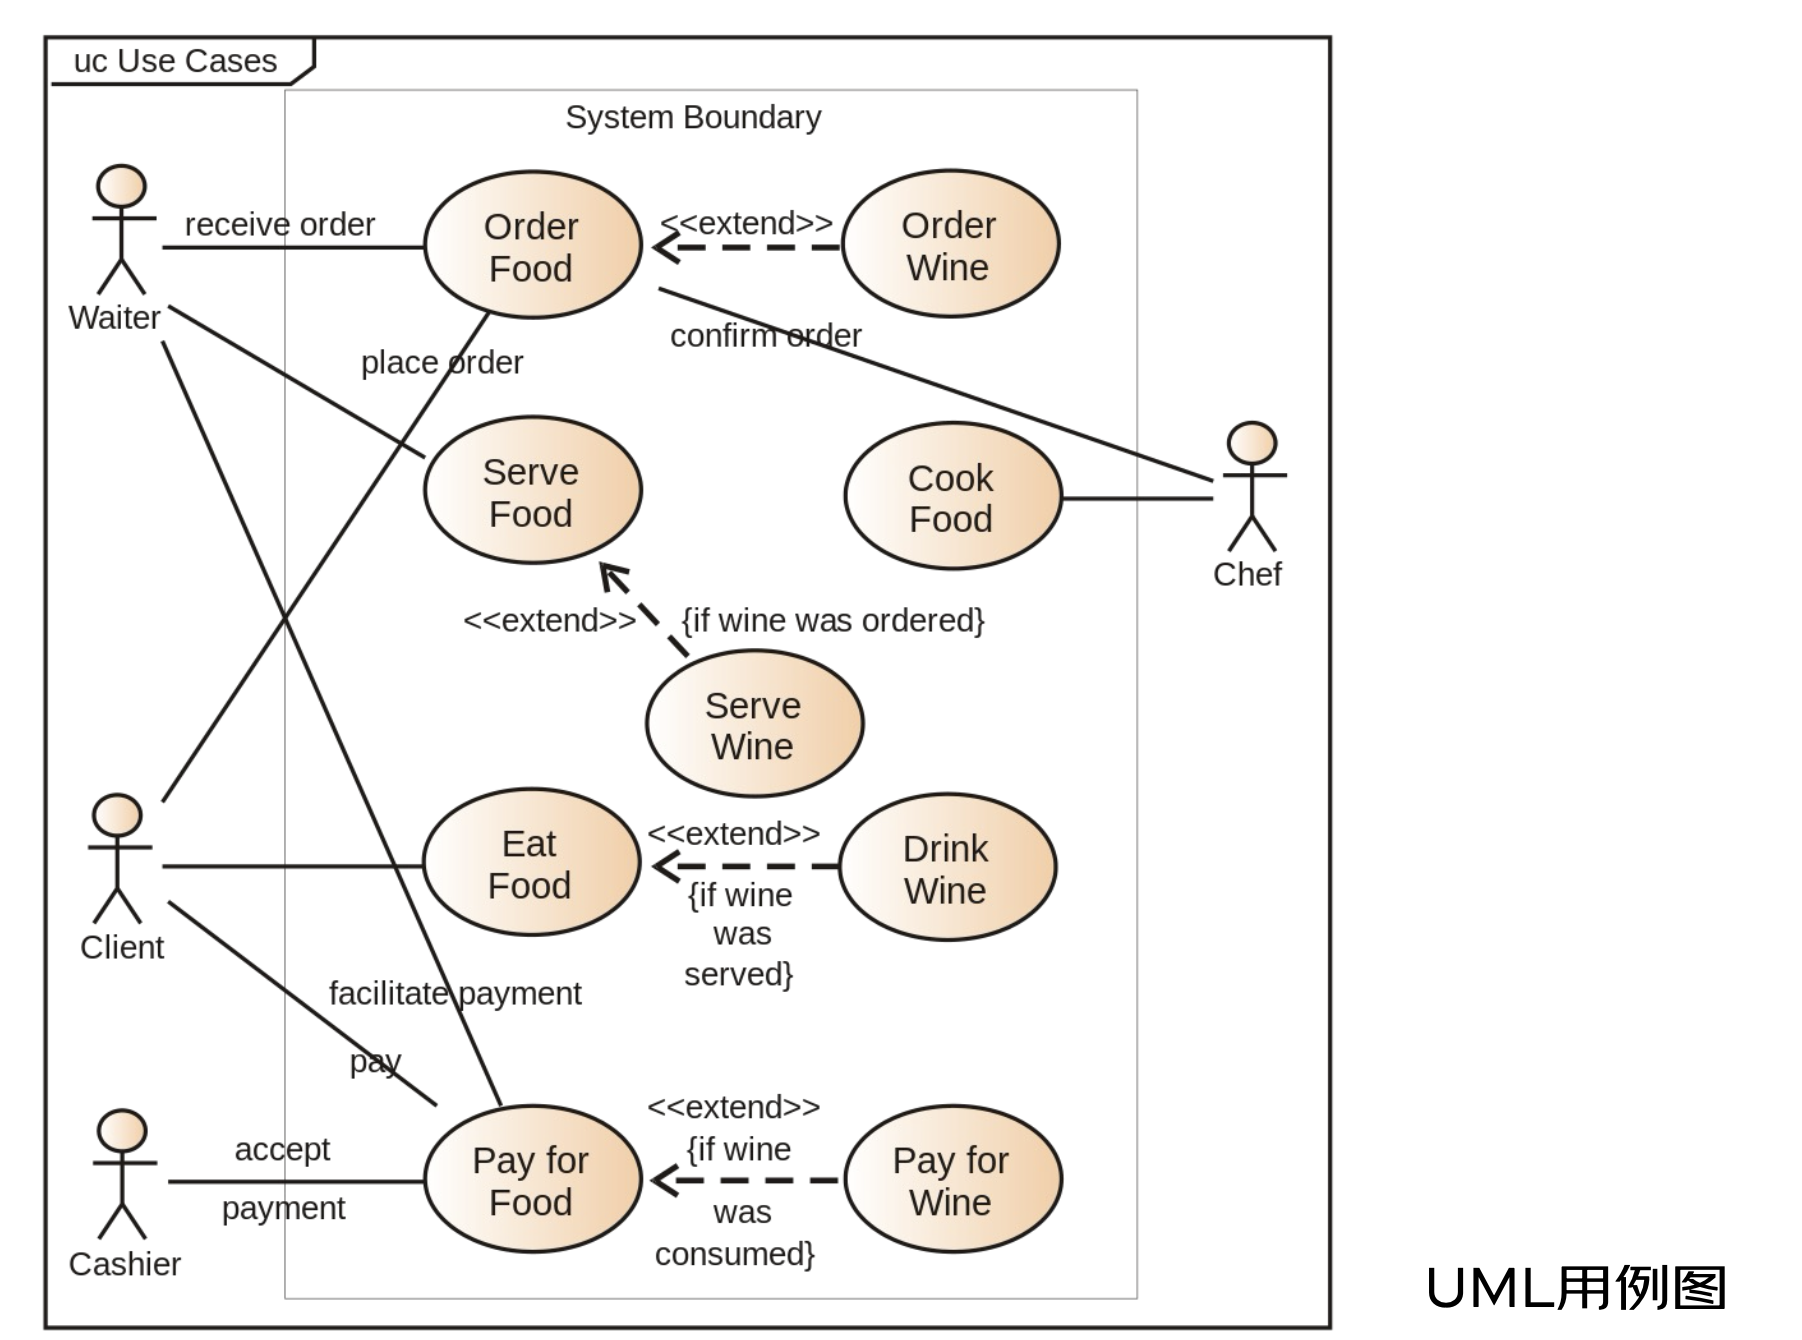 uc Use Cases
System Boundary
receive order
Order
Food
<<extend>>
Order
Wine
Waiter
place order
confirm order
Serve
Food
Cook
Food
Chef
<<extend>>
{if wine was ordered}
Serve
Wine
Client
Eat
Food
<<extend>>
{if wine
was
served}
Drink
Wine
facilitate payment
pay
accept
payment
Cashier
Pay for
Food
<<extend>>
{if wine
was
consumed}
Pay for
Wine
UML用例图